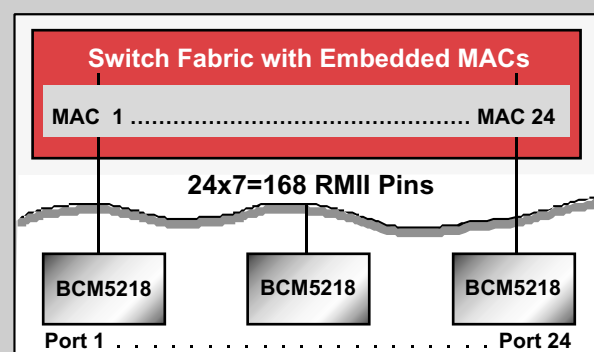 Switch Fabric with Embedded MACs
MAC 1 ................................................ MAC 24
24x7=168 RMII Pins
BCM5218 BCM5218 BCM5218
Port 1 . . . . . . . . . . . . . . . . . . . . . Port 24